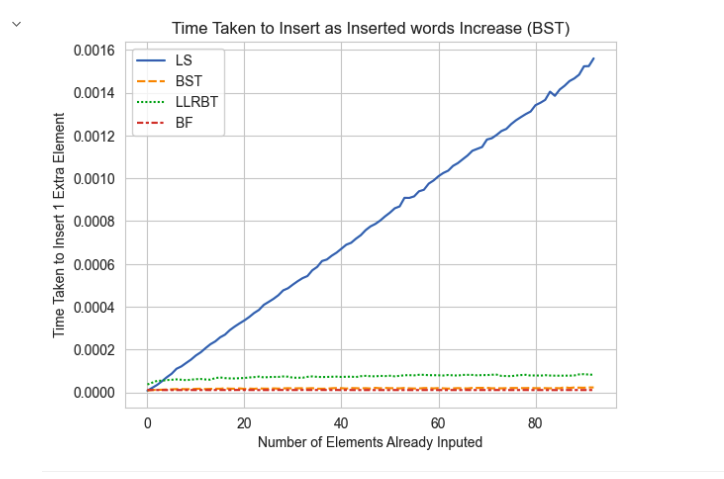 Time Taken to Insert as Inserted words Increase (BST)
0.0016
0.0014
0.0012
0.0010
0.0008
0.0006
0.0004
0.0002
0.0000
LS
BST
LLRBT
BF
Time Taken to Insert 1 Extra Element
0 20 40 60 80
Number of Elements Already Inputed